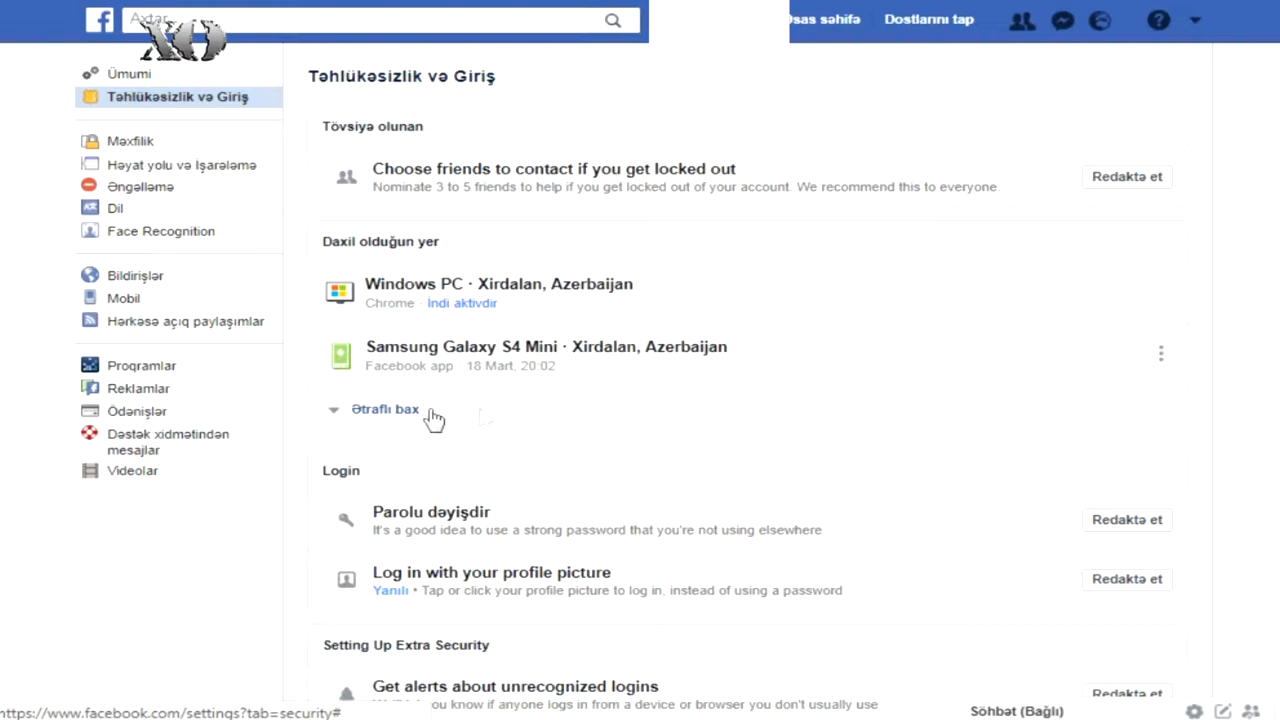 f
Axtar
XO
Əsas səhifə
Dostlarını tap
?
Ümumi
Təhlükəsizlik və Giriş
Məxfilik
Həyat yolu və İşarələmə
Əngəlləmə
Dil
Face Recognition
Bildirişlər
Mobil
Hərkəsə açıq paylaşımlar
Proqramlar
Reklamlar
Ödənişlər
Dəstək xidmətindən
mesajlar
Videolar
Təhlükəsizlik və Giriş
Tövsiyə olunan
Choose friends to contact if you get locked out
Nominate 3 to 5 friends to help if you get locked out of your account. We recommend this to everyone.
Redaktə et
Daxil olduğun yer
Windows PC · Xirdalan, Azerbaijan
Chrome · İndi aktivdir
Samsung Galaxy S4 Mini · Xirdalan, Azerbaijan
Facebook app 18 Mart, 20:02
Ətraflı bax
Login
Parolu dəyişdir
It's a good idea to use a strong password that you're not using elsewhere
Redaktə et
Log in with your profile picture
Yanılı • Tap or click your profile picture to log in, instead of using a password
Redaktə et
Setting Up Extra Security
Get alerts about unrecognized logins
you know if anyone logs in from a device or browser you don't usually use
Redaktə et
https://www.facebook.com/settings?tab=security#
Söhbət (Bağlı)